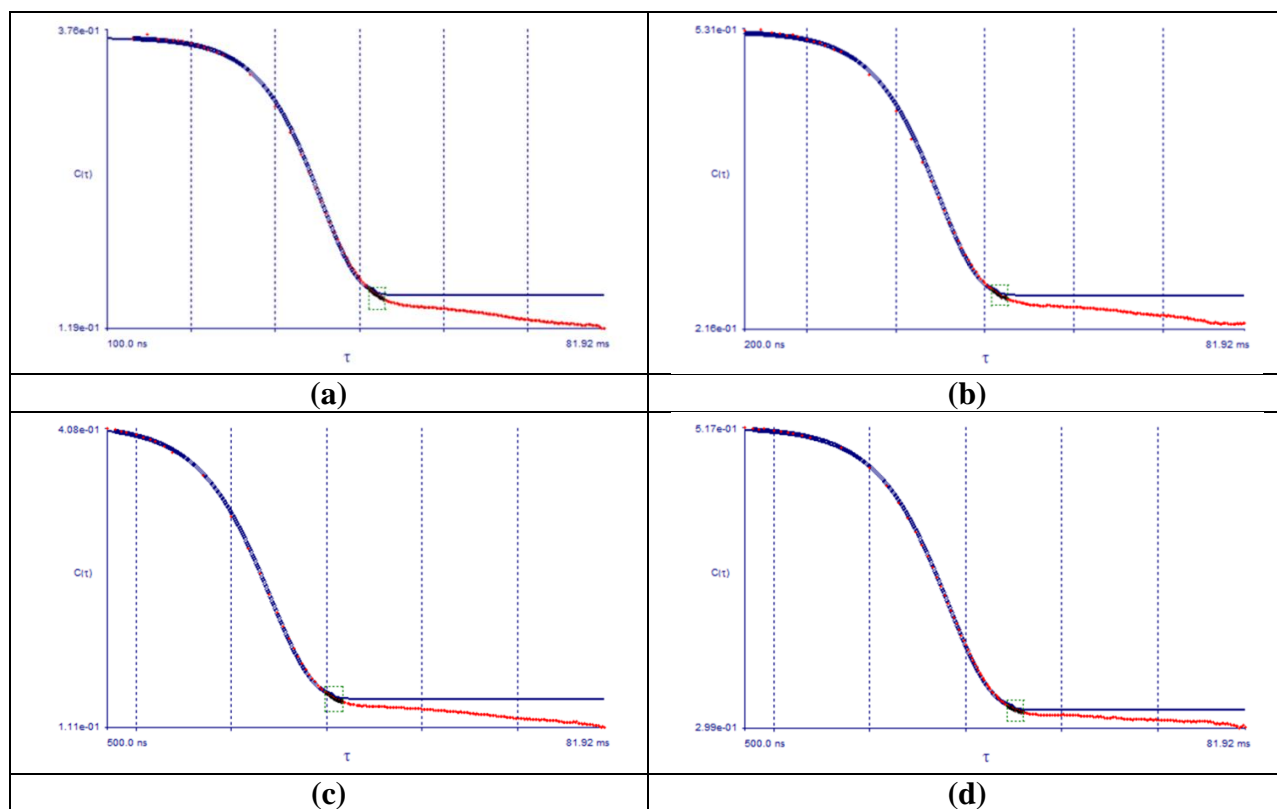 3.76e-01
C(τ)
1.19e-01
100.0 ns
81.92 ms
τ
5.31e-01
C(τ)
2.16e-01
200.0 ns
81.92 ms
τ
(a)
(b)
4.08e-01
C(τ)
1.11e-01
500.0 ns
81.92 ms
τ
5.17e-01
C(τ)
2.99e-01
500.0 ns
81.92 ms
τ
(c)
(d)